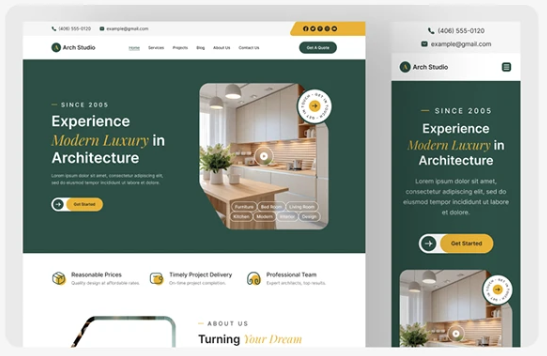 (406) 555-0120 example@gmail.com
Arch Studio Home Services Projects Blog About Us Contact Us Get A Quote
SINCE 2005
Experience
Modern Luxury in
Architecture
Lorem ipsum dolor sit amet, consectetur adipiscing elit, sed do eiusmod tempor incididunt ut labore et dolore.
Get Started
Furniture Bed Room Living Room
Kitchen Modern Interior Design
Reasonable Prices
Quality design at affordable rates.
Timely Project Delivery
On-time project completion.
Professional Team
Expert architects, top results.
ABOUT US
Turning Your Dream
(406) 555-0120
example@gmail.com
Arch Studio
SINCE 2005
Experience
Modern Luxury in
Architecture
Lorem ipsum dolor sit amet,
consectetur adipiscing elit, sed do
eiusmod tempor incididunt ut labore
et dolore.
Get Started